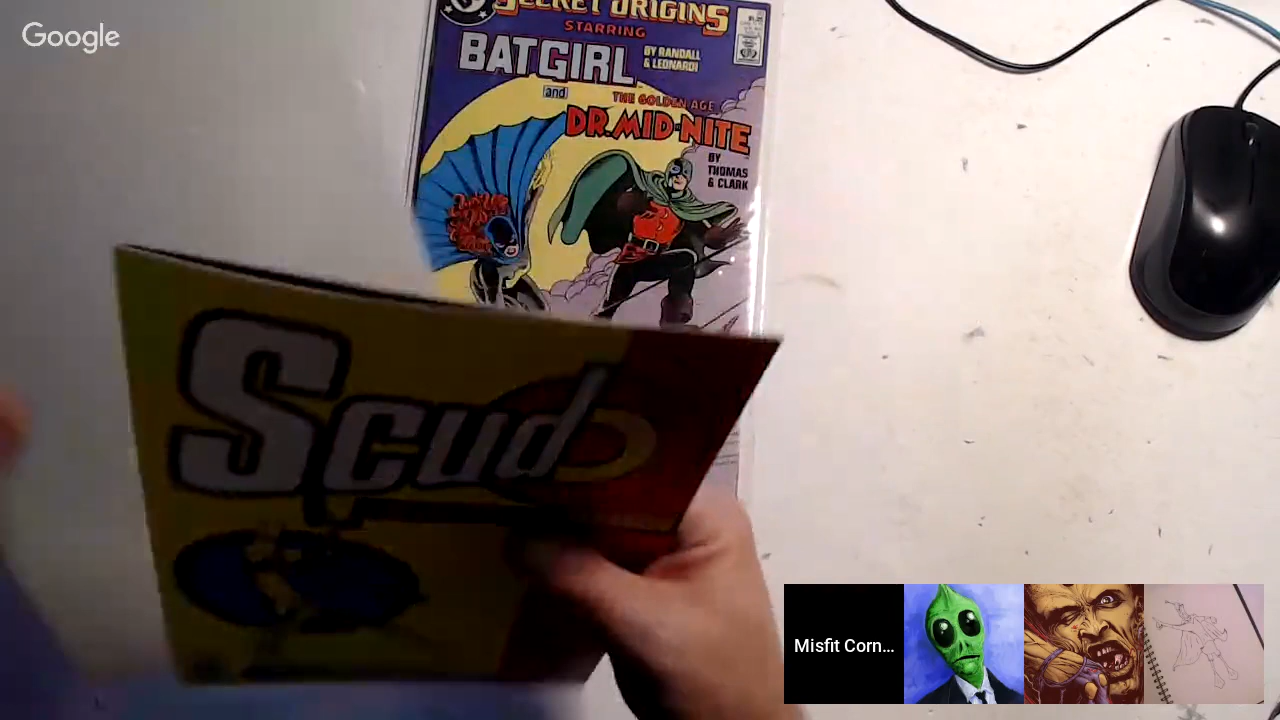 Google
SECRET ORIGINS
STARRING
BATGIRL
BY RANDALL
& LEONARDI
and
THE GOLDEN AGE
DR. MID-NITE
BY
THOMAS
& CLARK
Scud
Misfit Corn...